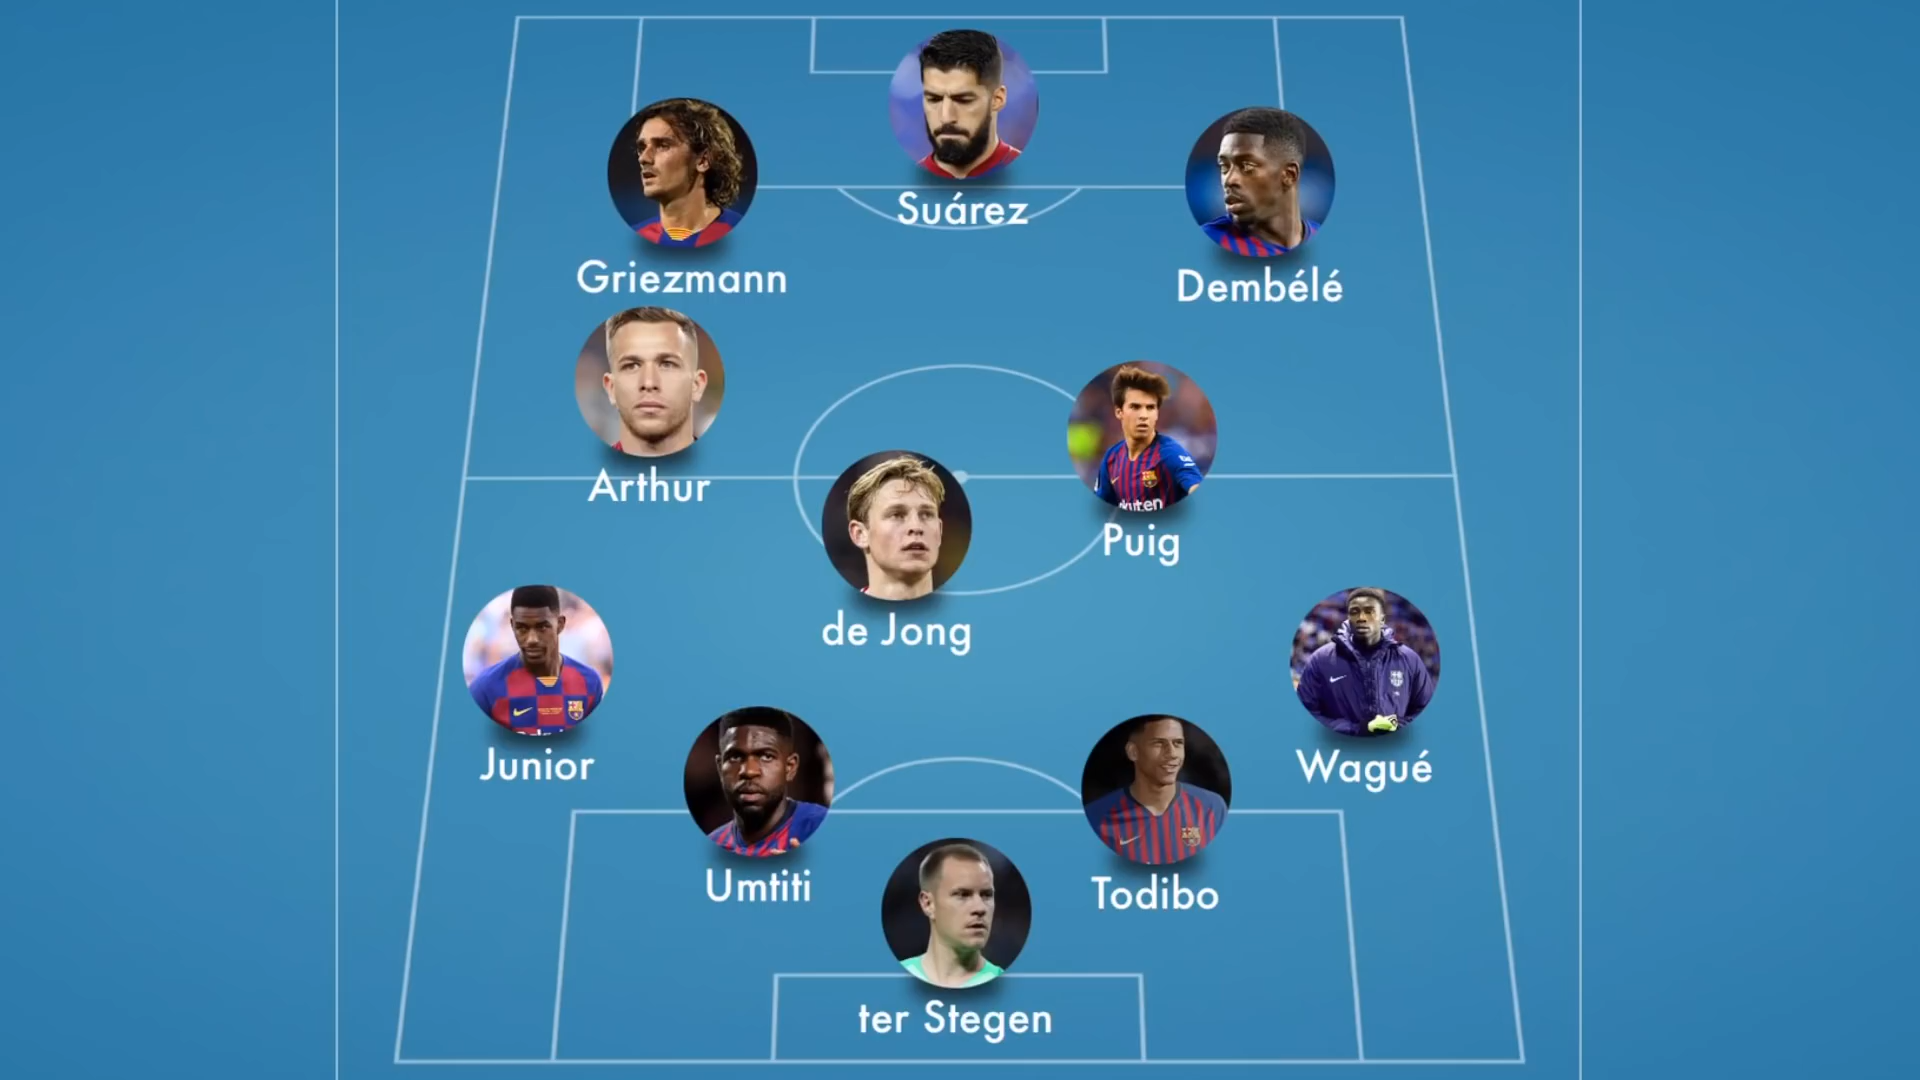 Suárez
Griezmann
Dembélé
Arthur
Puig
de Jong
Junior
Wagué
Umtiti
Todibo
ter Stegen